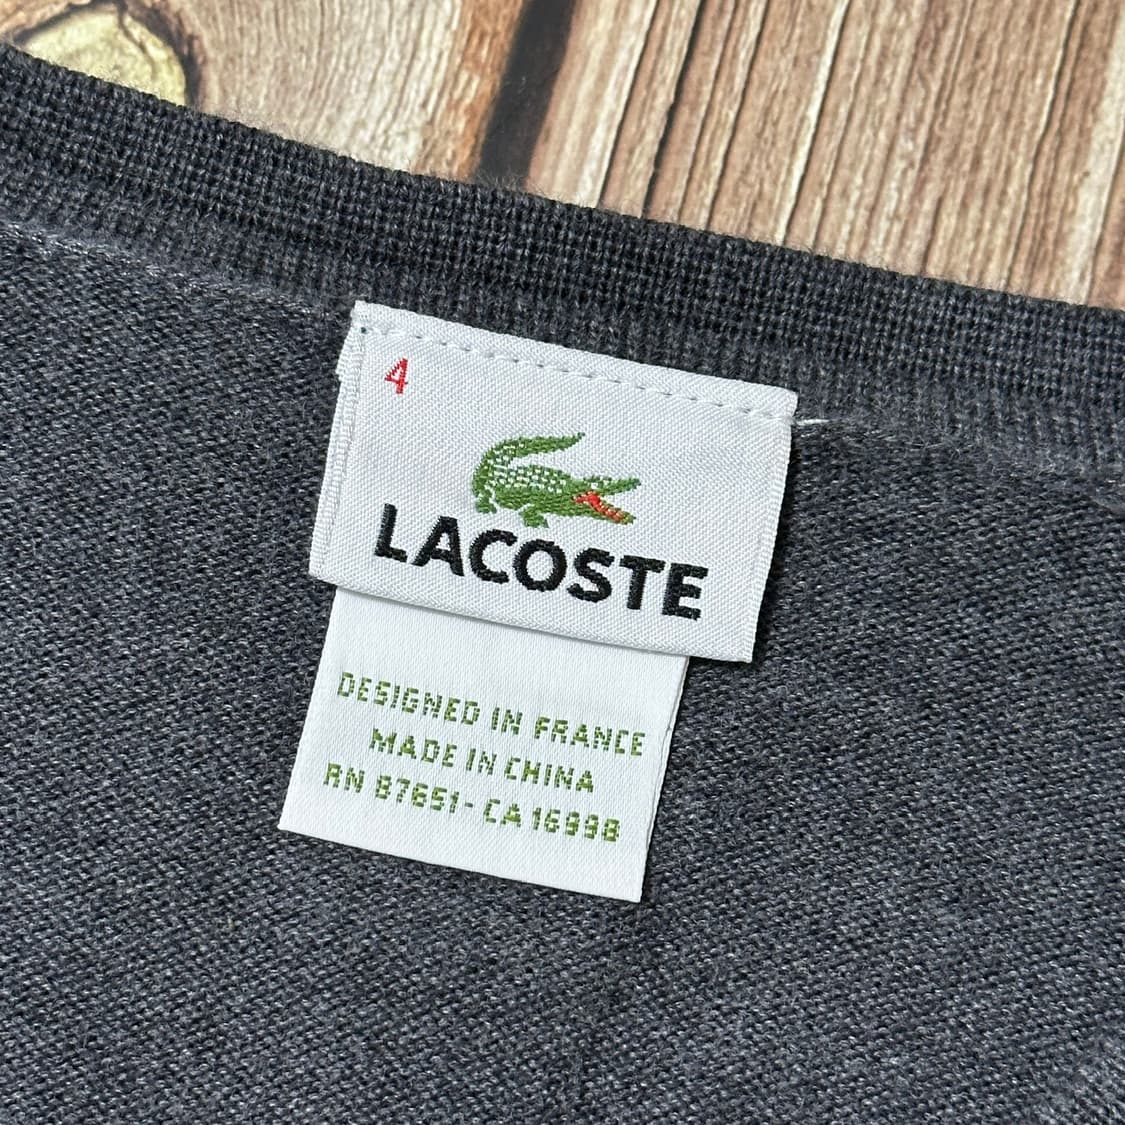 4
LACOSTE
DESIGNED IN FRANCE
MADE IN CHINA
RN 87651- CA 16998